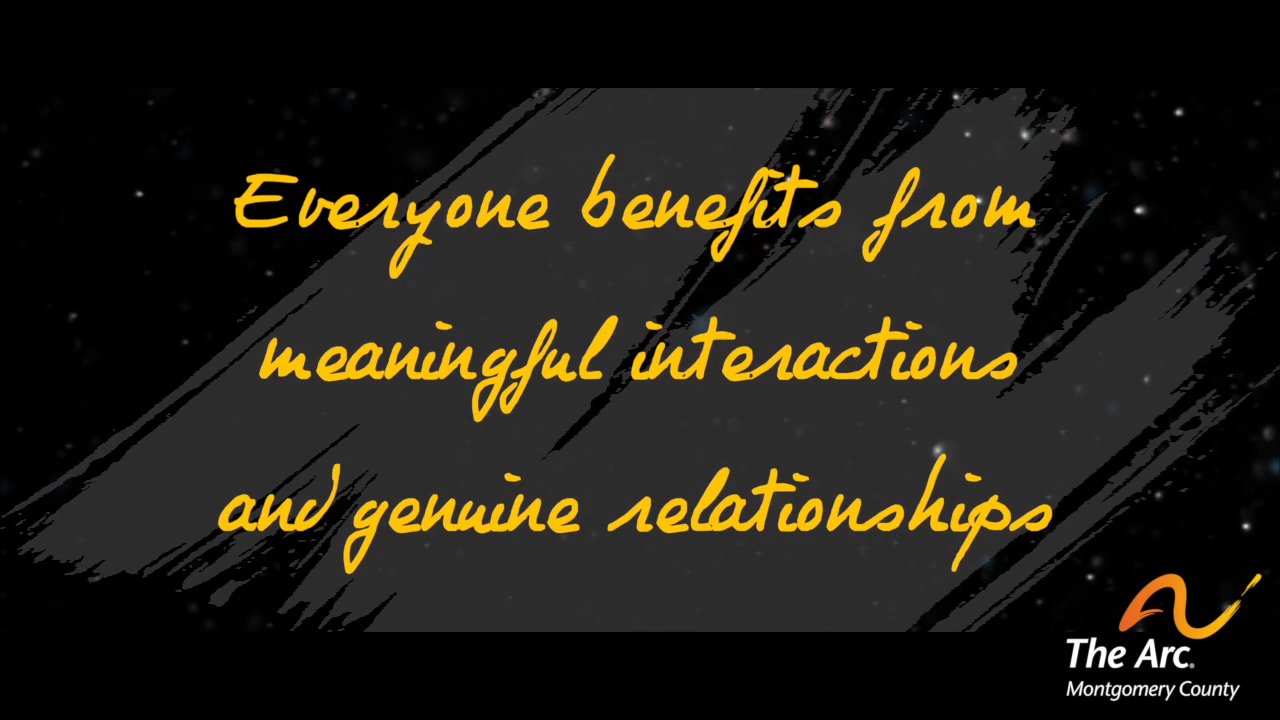 Everyone benefits from
meaningful interactions
and genuine relationships
The Arc®
Montgomery County